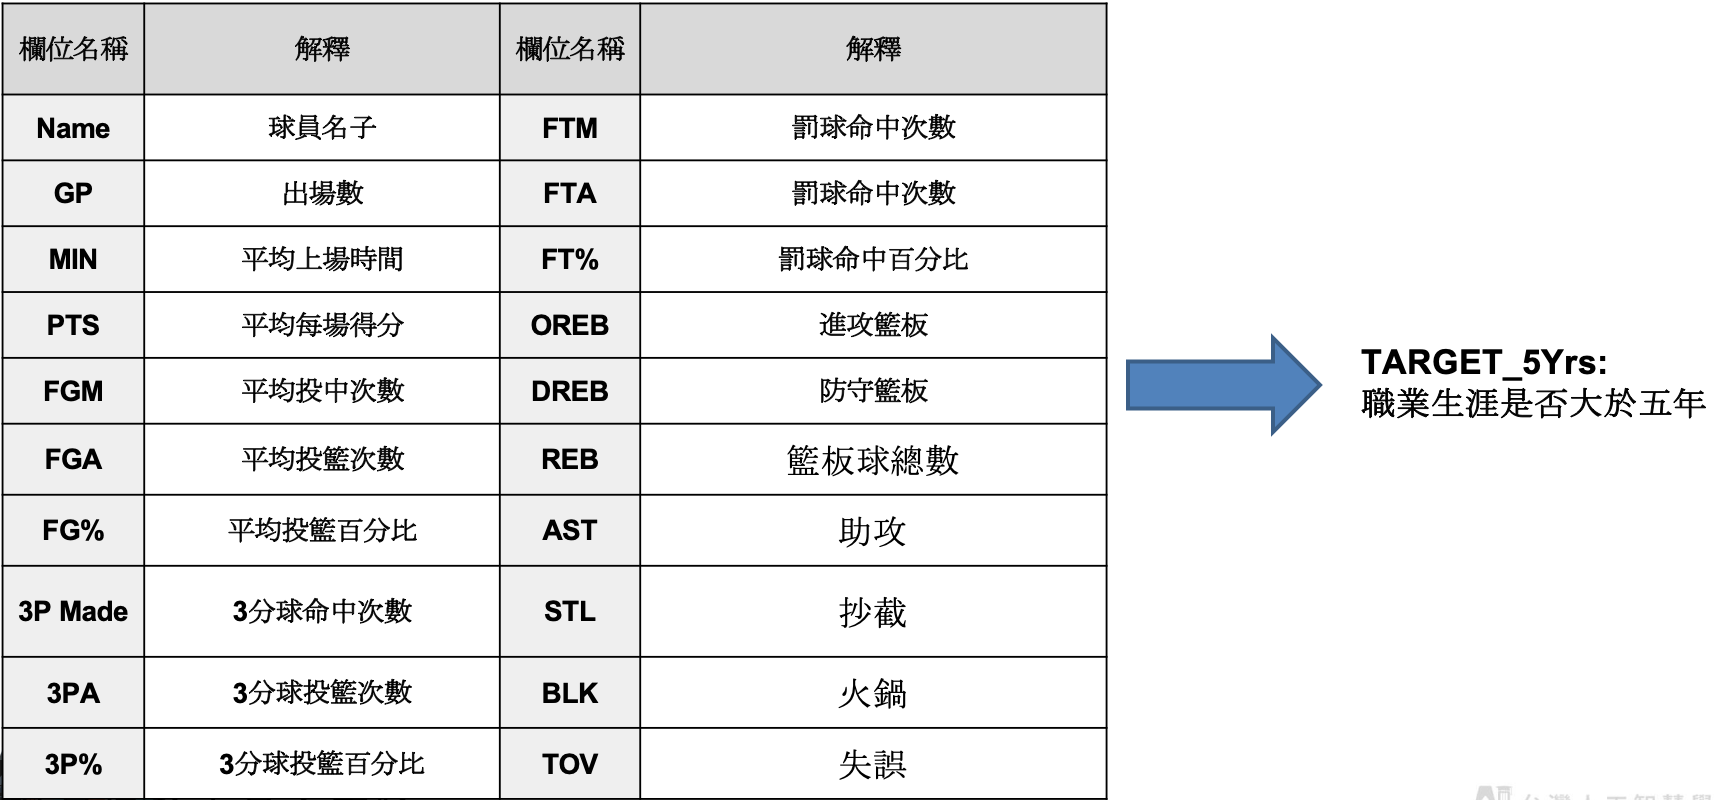 欄位名稱 解釋 欄位名稱 解釋
Name 球員名子 FTM 罰球命中次數
GP 出場數 FTA 罰球命中次數
MIN 平均上場時間 FT% 罰球命中百分比
PTS 平均每場得分 OREB 進攻籃板
FGM 平均投中次數 DREB 防守籃板
FGA 平均投籃次數 REB 籃板球總數
FG% 平均投籃百分比 AST 助攻
3P Made 3分球命中次數 STL 抄截
3PA 3分球投籃次數 BLK 火鍋
3P% 3分球投籃百分比 TOV 失誤
TARGET_5Yrs:
職業生涯是否大於五年